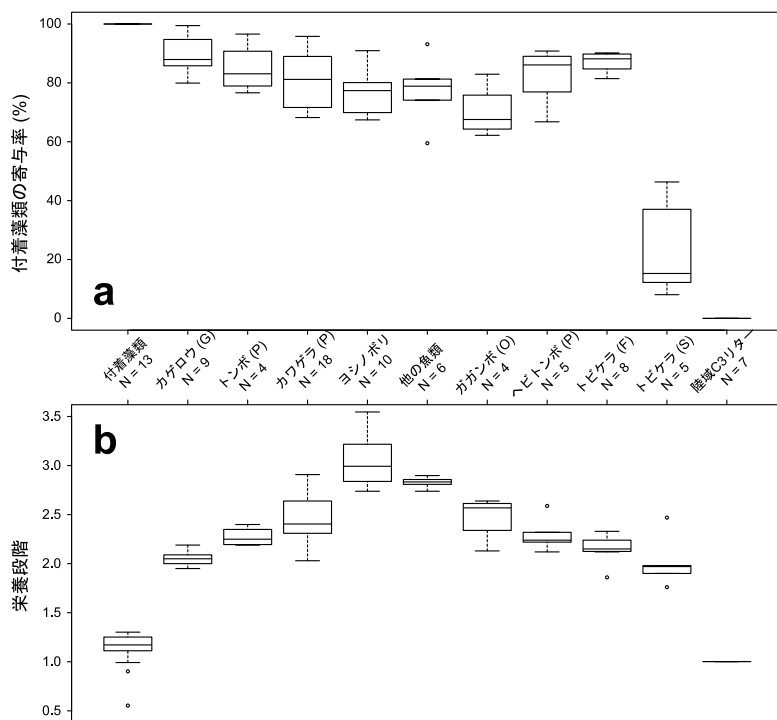 100
80
60
40
20
0
付着藻類の寄与率 (%)
a
付着藻類
N = 13
カゲロウ (G)
N = 9
トンボ (P)
N = 4
カワゲラ (P)
N = 18
ヨシノボリ
N = 10
他の魚類
N = 6
ガガンボ (O)
N = 4
ヘビトンボ (P)
N = 5
トビケラ (F)
N = 8
トビケラ (S)
N = 5
陸域C3リター
N = 7
b
3.5
3.0
2.5
2.0
1.5
1.0
0.5
栄養段階